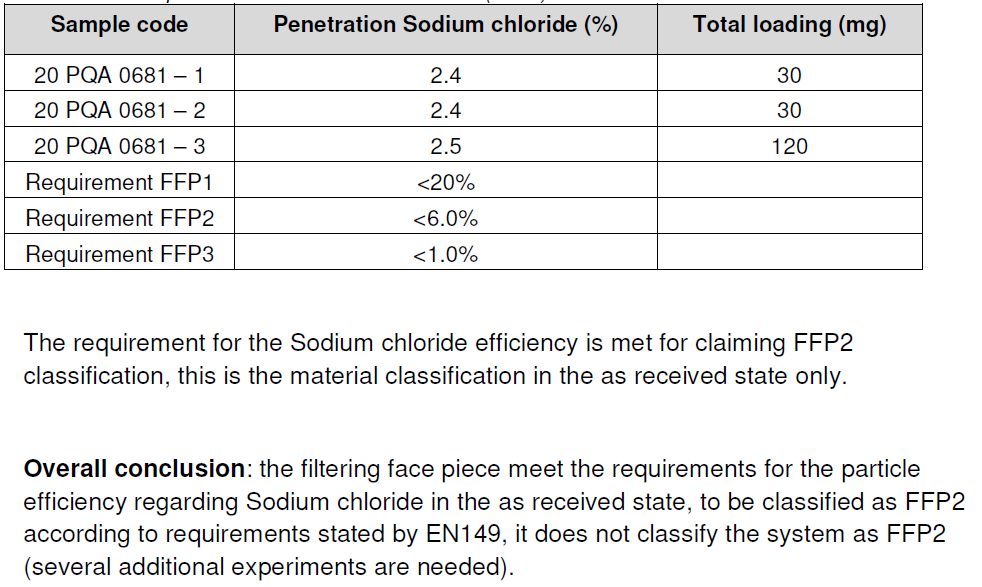 Sample code Penetration Sodium chloride (%) Total loading (mg)
20 PQA 0681 – 1 2.4 30
20 PQA 0681 – 2 2.4 30
20 PQA 0681 – 3 2.5 120
Requirement FFP1 <20%
Requirement FFP2 <6.0%
Requirement FFP3 <1.0%
The requirement for the Sodium chloride efficiency is met for claiming FFP2
classification, this is the material classification in the as received state only.
Overall conclusion: the filtering face piece meet the requirements for the particle
efficiency regarding Sodium chloride in the as received state, to be classified as FFP2
according to requirements stated by EN149, it does not classify the system as FFP2
(several additional experiments are needed).